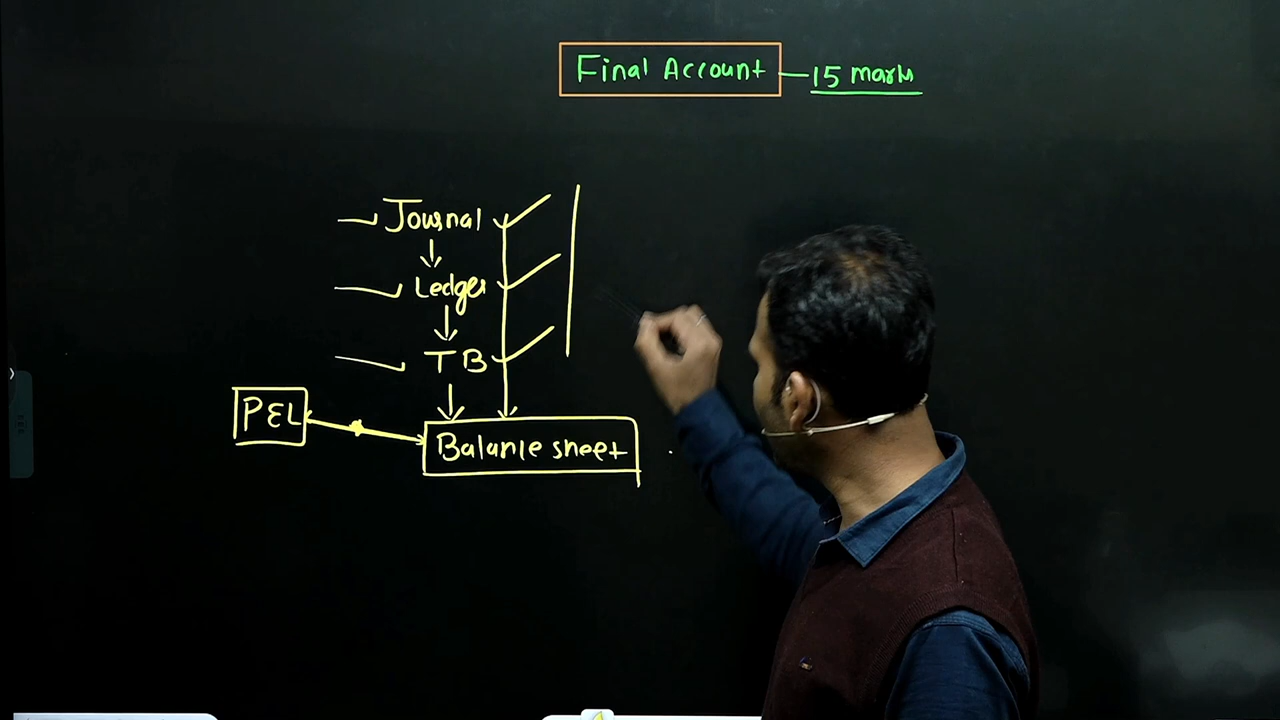 Final Account — 15 marks
Journal
Ledger
TB
P&L
Balance sheet